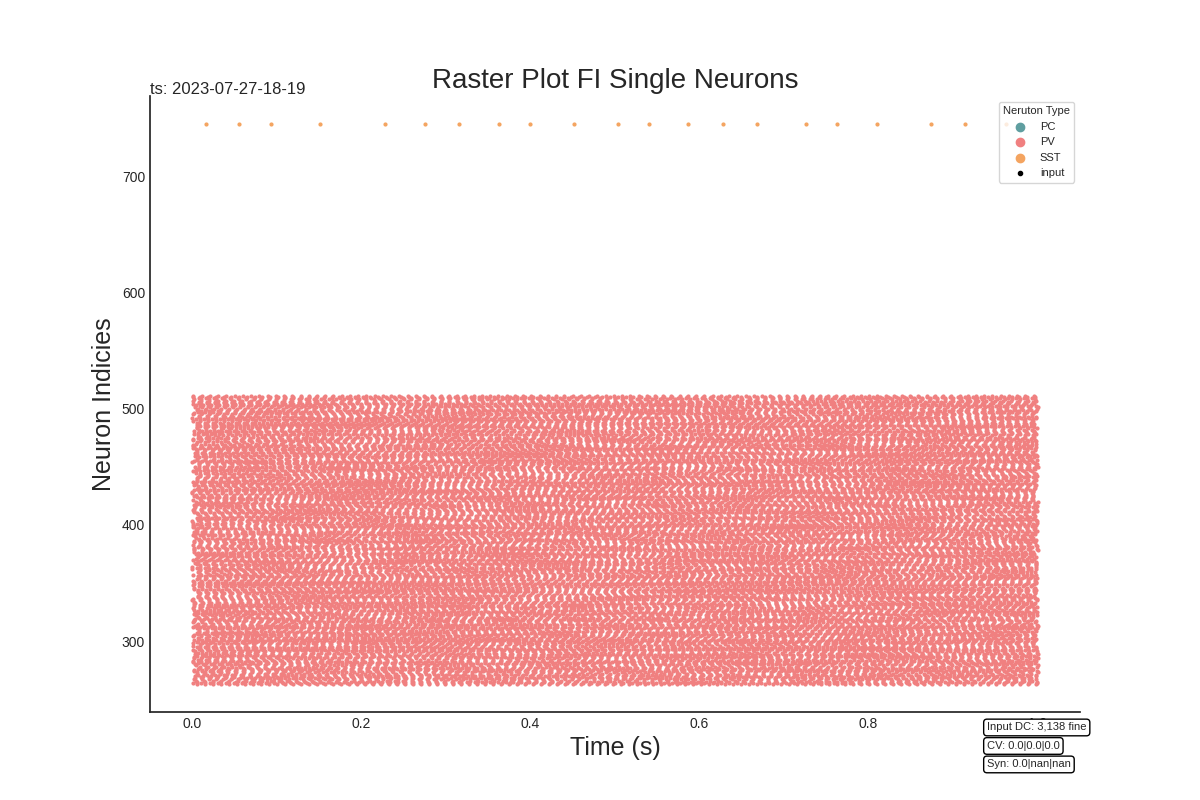 Raster Plot FI Single Neurons
ts: 2023-07-27-18-19
Neruton Type
PC
PV
SST
input
700
600
500
400
300
Neuron Indicies
0.0
0.2
0.4
0.6
0.8
Time (s)
Input DC: 3,138 fine
CV: 0.0|0.0|0.0
Syn: 0.0|nan|nan